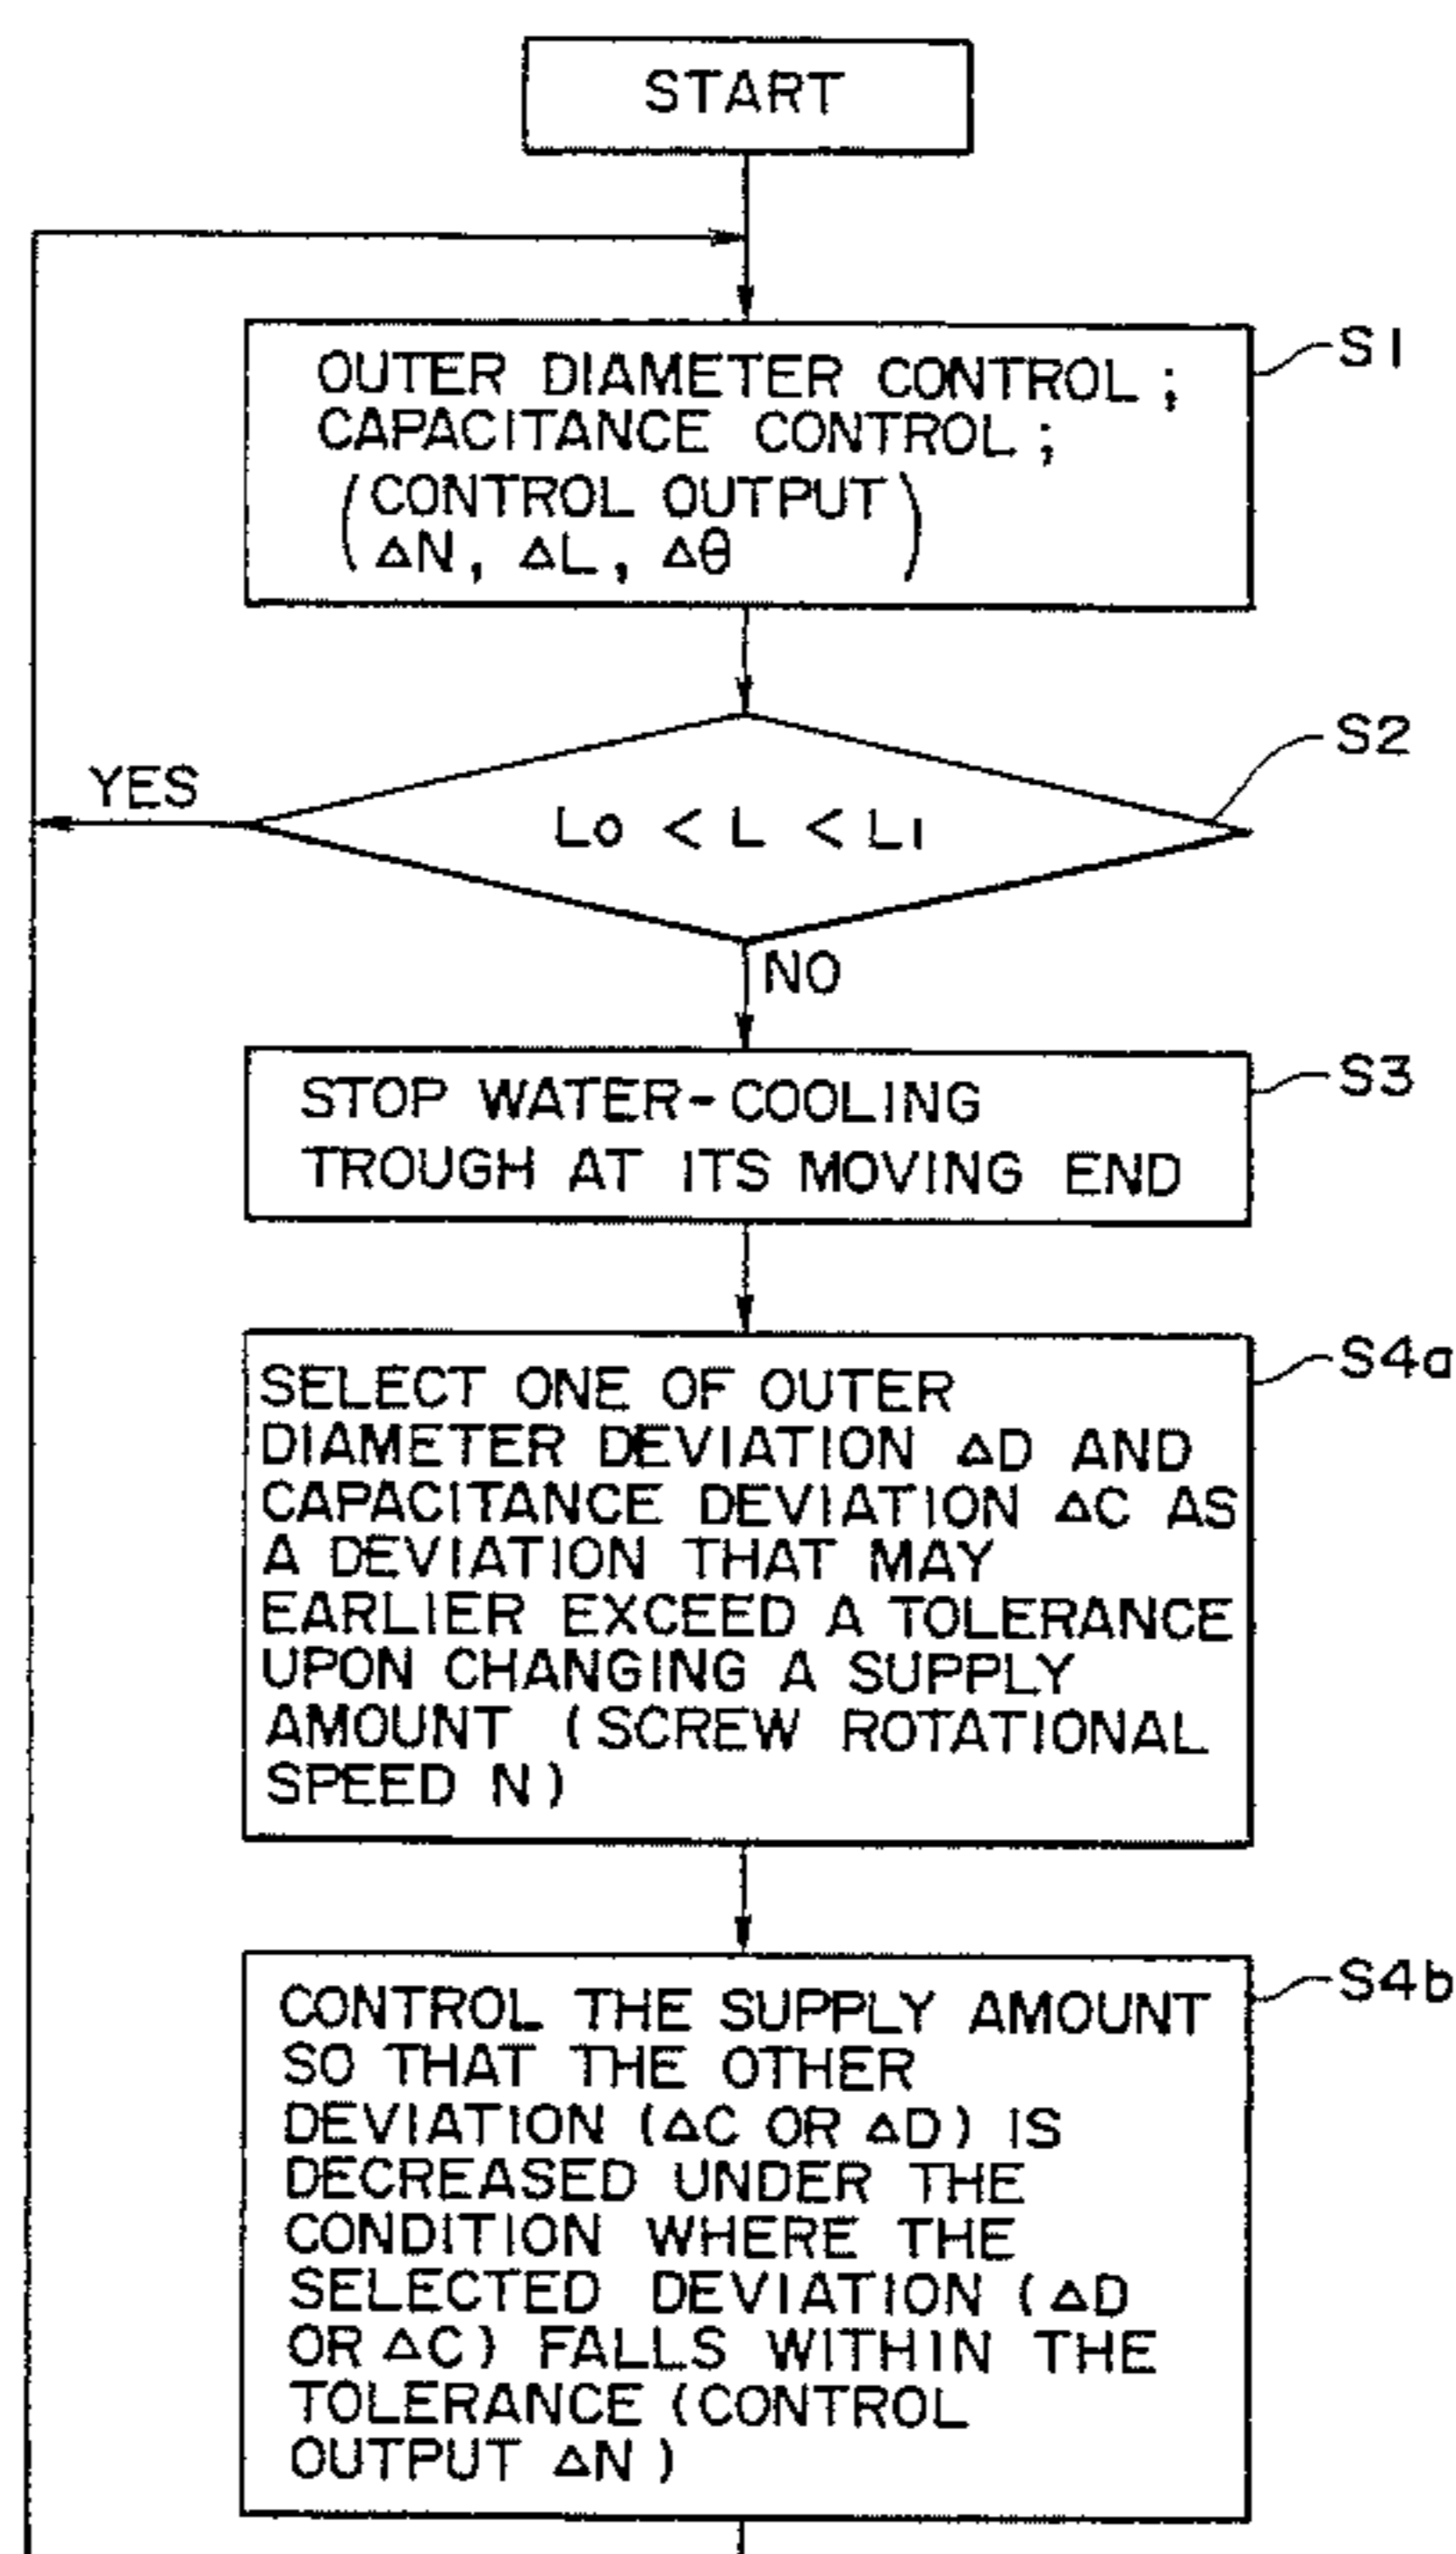 START
OUTER DIAMETER CONTROL;
CAPACITANCE CONTROL;
(CONTROL OUTPUT)
ΔN, ΔL, Δθ
S1
YES
L0 < L < L1
S2
NO
STOP WATER-COOLING
TROUGH AT ITS MOVING END
S3
SELECT ONE OF OUTER
DIAMETER DEVIATION ΔD AND
CAPACITANCE DEVIATION ΔC AS
A DEVIATION THAT MAY
EARLIER EXCEED A TOLERANCE
UPON CHANGING A SUPPLY
AMOUNT (SCREW ROTATIONAL
SPEED N)
S4a
CONTROL THE SUPPLY AMOUNT
SO THAT THE OTHER
DEVIATION (ΔC OR ΔD) IS
DECREASED UNDER THE
CONDITION WHERE THE
SELECTED DEVIATION (ΔD
OR ΔC) FALLS WITHIN THE
TOLERANCE (CONTROL
OUTPUT ΔN)
S4b